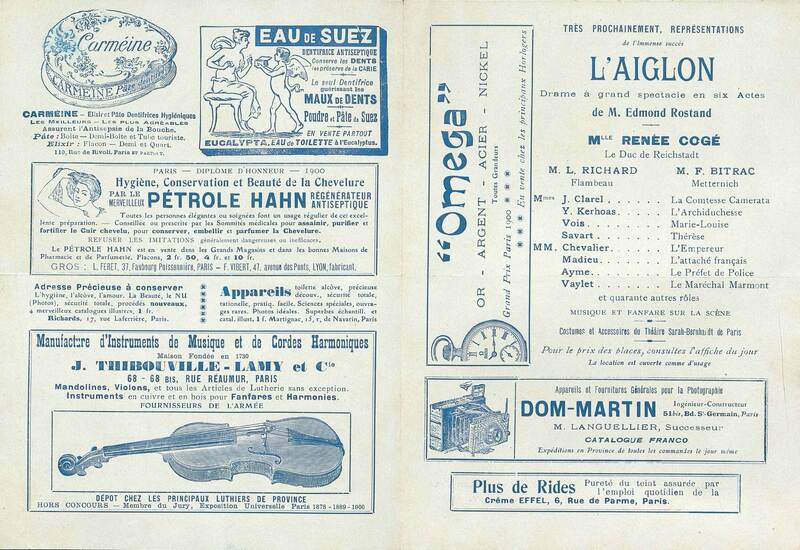 Carméine
CARMÉINE Pâte dentifrice
CARMÉINE – Elixir et Pâte Dentifrices Hygiéniques
LES MEILLEURS – LES PLUS AGRÉABLES
Assurent l'Antisepsie de la Bouche.
Pâte : Boîte – Demi-Boîte et Tube touriste.
Elixir : Flacon – Demi et Quart.
110, Rue de Rivoli, PARIS ET PARTOUT.
EAU DE SUEZ
DENTIFRICE ANTISEPTIQUE
Conserve les DENTS
les préserve de la CARIE
Le seul Dentifrice
guérissant les
MAUX DE DENTS
Poudre et Pâte de Suez
EN VENTE PARTOUT
EUCALYPTA, EAU de TOILETTE à l'Eucalyptus.
PARIS – DIPLOME D'HONNEUR – 1900
Hygiène, Conservation et Beauté de la Chevelure
PAR LE MERVEILLEUX PÉTROLE HAHN RÉGÉNÉRATEUR ANTISEPTIQUE
Toutes les personnes élégantes ou soignées font un usage régulier de cet excel-
lente préparation. – Conseillée ou prescrite par les Sommités médicales pour assainir, purifier et
fortifier le Cuir chevelu, pour conserver, embellir et parfumer la Chevelure.
REFUSER LES IMITATIONS généralement dangereuses ou inefficaces.
Le PÉTROLE HAHN est en vente dans les Grands Magasins et dans les bonnes Maisons de
Pharmacie et de Parfumerie. Flacons, 2 fr. 50, 4 fr. et 10 fr.
GROS : L. FERET, 37, Faubourg Poissonnière, PARIS – F. VIBERT, 47, avenue des Ponts, LYON, fabricant.
Adresse Précieuse à conserver
L'hygiène, l'alcôve, l'amour. La Beauté, le NU
(Photos), sécurité totale, procédés nouveaux,
4 merveilleux catalogues illustrés, 1 fr.
Richards, 17, rue Laferrière, Paris.
Appareils toilette alcôve, précieuse
découv., sécurité totale,
rationnelle, pratiq. facile, Sciences spéciales, ouvra-
ges rares. Photos idéales. Superbes échantill. et
catal. illust., 1 f. Martignac, 15, r. de Navarin, Paris
Manufacture d'Instruments de Musique et de Cordes Harmoniques
Maison Fondée en 1730
J. THIBOUVILLE-LAMY et Cie
68 - 68 BIS, RUE RÉAUMUR, PARIS
Mandolines, Violons, et tous les Articles de Lutherie sans exception.
Instruments en cuivre et en bois pour Fanfares et Harmonies.
FOURNISSEURS DE L'ARMÉE
DÉPOT CHEZ LES PRINCIPAUX LUTHIERS DE PROVINCE
HORS CONCOURS – Membre du Jury, Exposition Universelle Paris 1878 - 1889 - 1900
"Omega"
OR - ARGENT - ACIER - NICKEL
Toutes Grandeurs
Grand Prix Paris 1900 * * * En vente chez les principaux Horlogers
TRÈS PROCHAINEMENT, REPRÉSENTATIONS
de l'Immense succès
L'AIGLON
Drame à grand spectacle en six Actes
de M. Edmond Rostand
MLLE RENÉE COGÉ
Le Duc de Reichstadt
M. L. RICHARD M. F. BITRAC
Flambeau Metternich
Mmes J. Clarel . . . . . . . La Comtesse Camerata
Y. Kerhoas . . . . . . L'Archiduchesse
Vois . . . . . . . . . Marie-Louise
Savart . . . . . . . . Thérèse
MM. Chevalier . . . . . . . L'Empereur
Madieu . . . . . . . . L'attaché français
Ayme . . . . . . . . . Le Préfet de Police
Vaylet . . . . . . . . Le Maréchal Marmont
et quarante autres rôles
MUSIQUE ET FANFARE SUR LA SCÈNE
Costumes et Accessoires du Théâtre Sarah-Bernhardt de Paris
Pour le prix des places, consultez l'affiche du jour
La location est ouverte comme d'usage
Appareils et Fournitures Générales pour la Photographie
DOM-MARTIN Ingénieur-Constructeur
51 bis, Bd. St-Germain, Paris
M. LANGUELLIER, Successeur
CATALOGUE FRANCO
Expéditions en Province de toutes les commandes le jour même
Plus de Rides Pureté du teint assurée par
l'emploi quotidien de la
Crème EFFEL, 6, Rue de Parme, Paris.